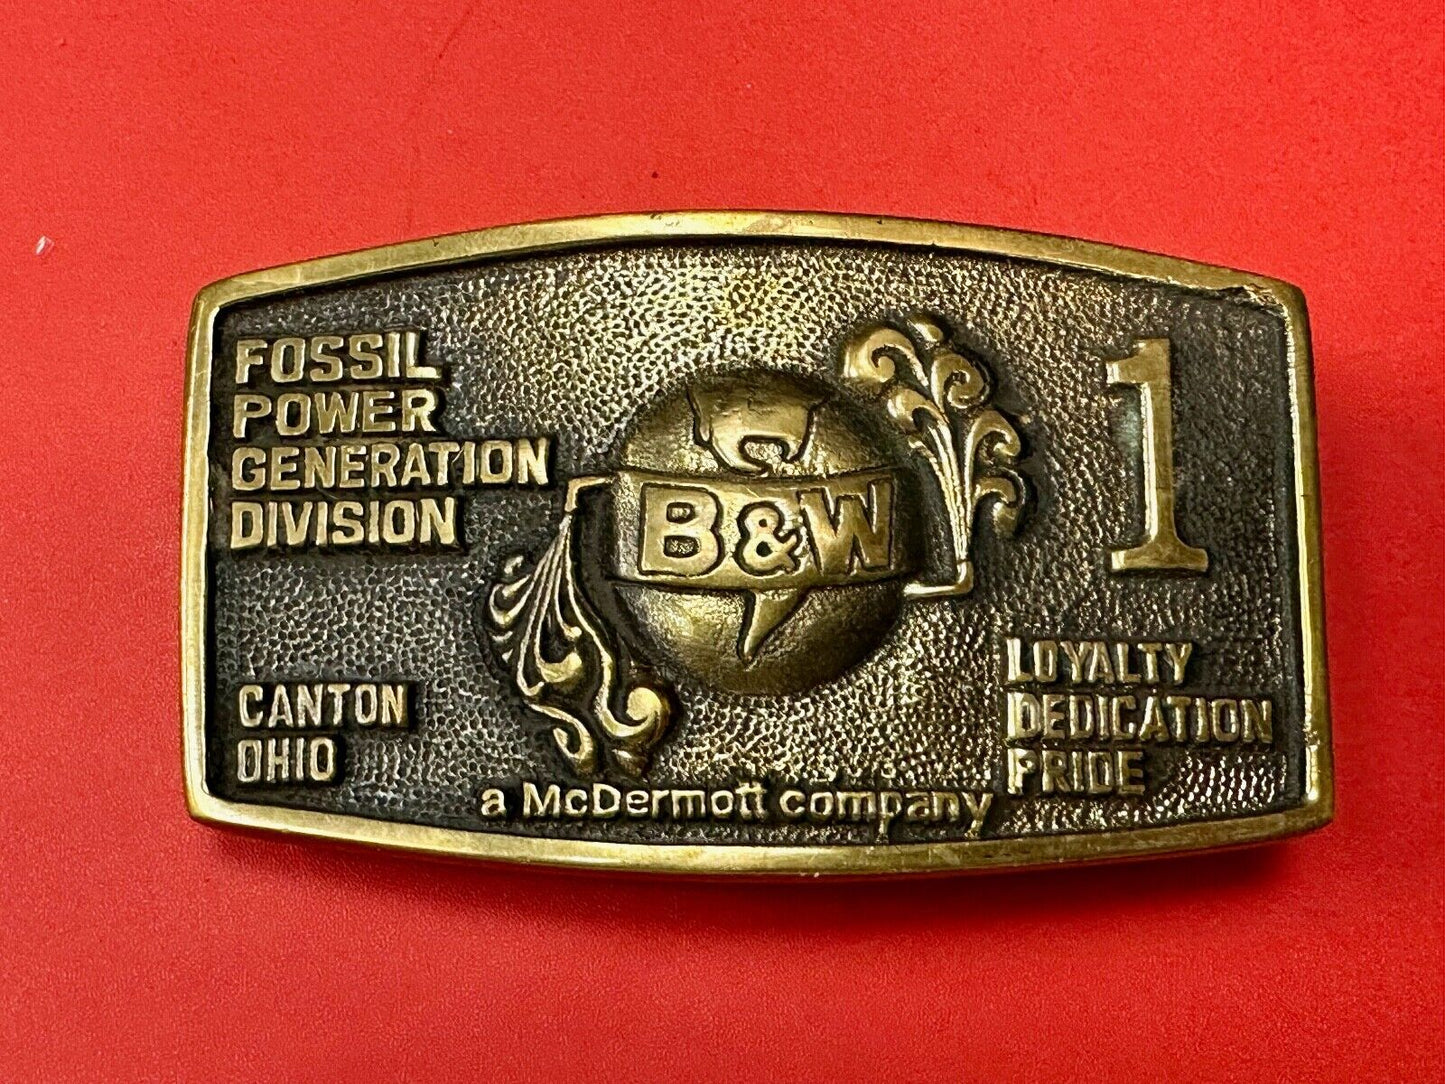 FOSSIL
POWER
GENERATION
DIVISION
CANTON
OHIO
B&W
a McDermott company
1
LOYALTY
DEDICATION
PRIDE